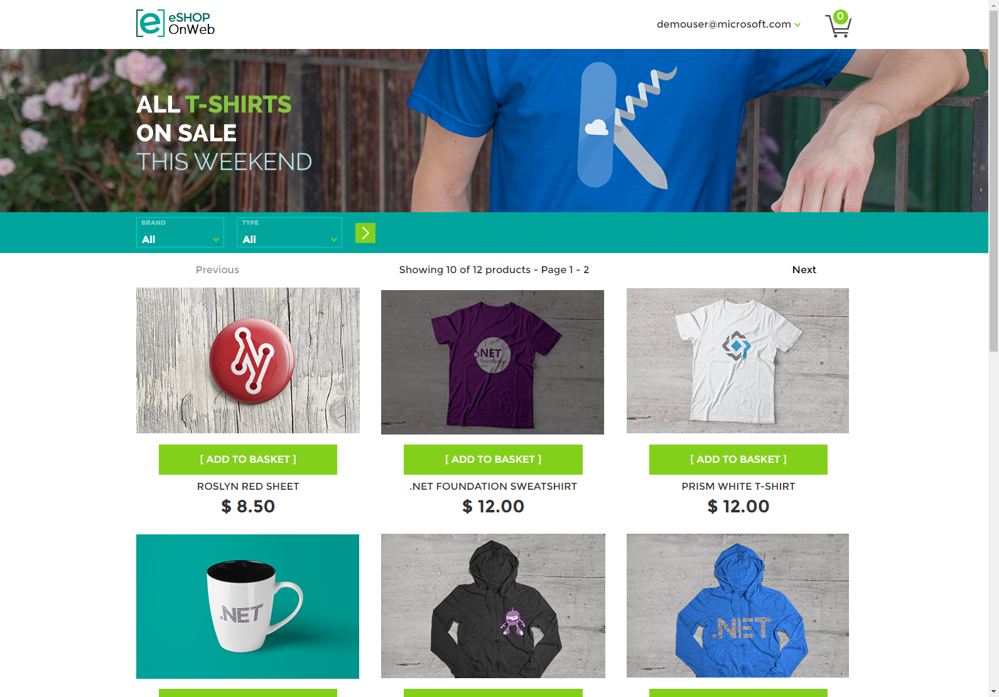 e
eSHOP
OnWeb
demouser@microsoft.com
0
ALL T-SHIRTS
ON SALE
THIS WEEKEND
BRAND
All
TYPE
All
Previous
Showing 10 of 12 products - Page 1 - 2
Next
.NET
foundation
[ ADD TO BASKET ]
[ ADD TO BASKET ]
[ ADD TO BASKET ]
ROSLYN RED SHEET
.NET FOUNDATION SWEATSHIRT
PRISM WHITE T-SHIRT
$ 8.50
$ 12.00
$ 12.00
.NET
.NET